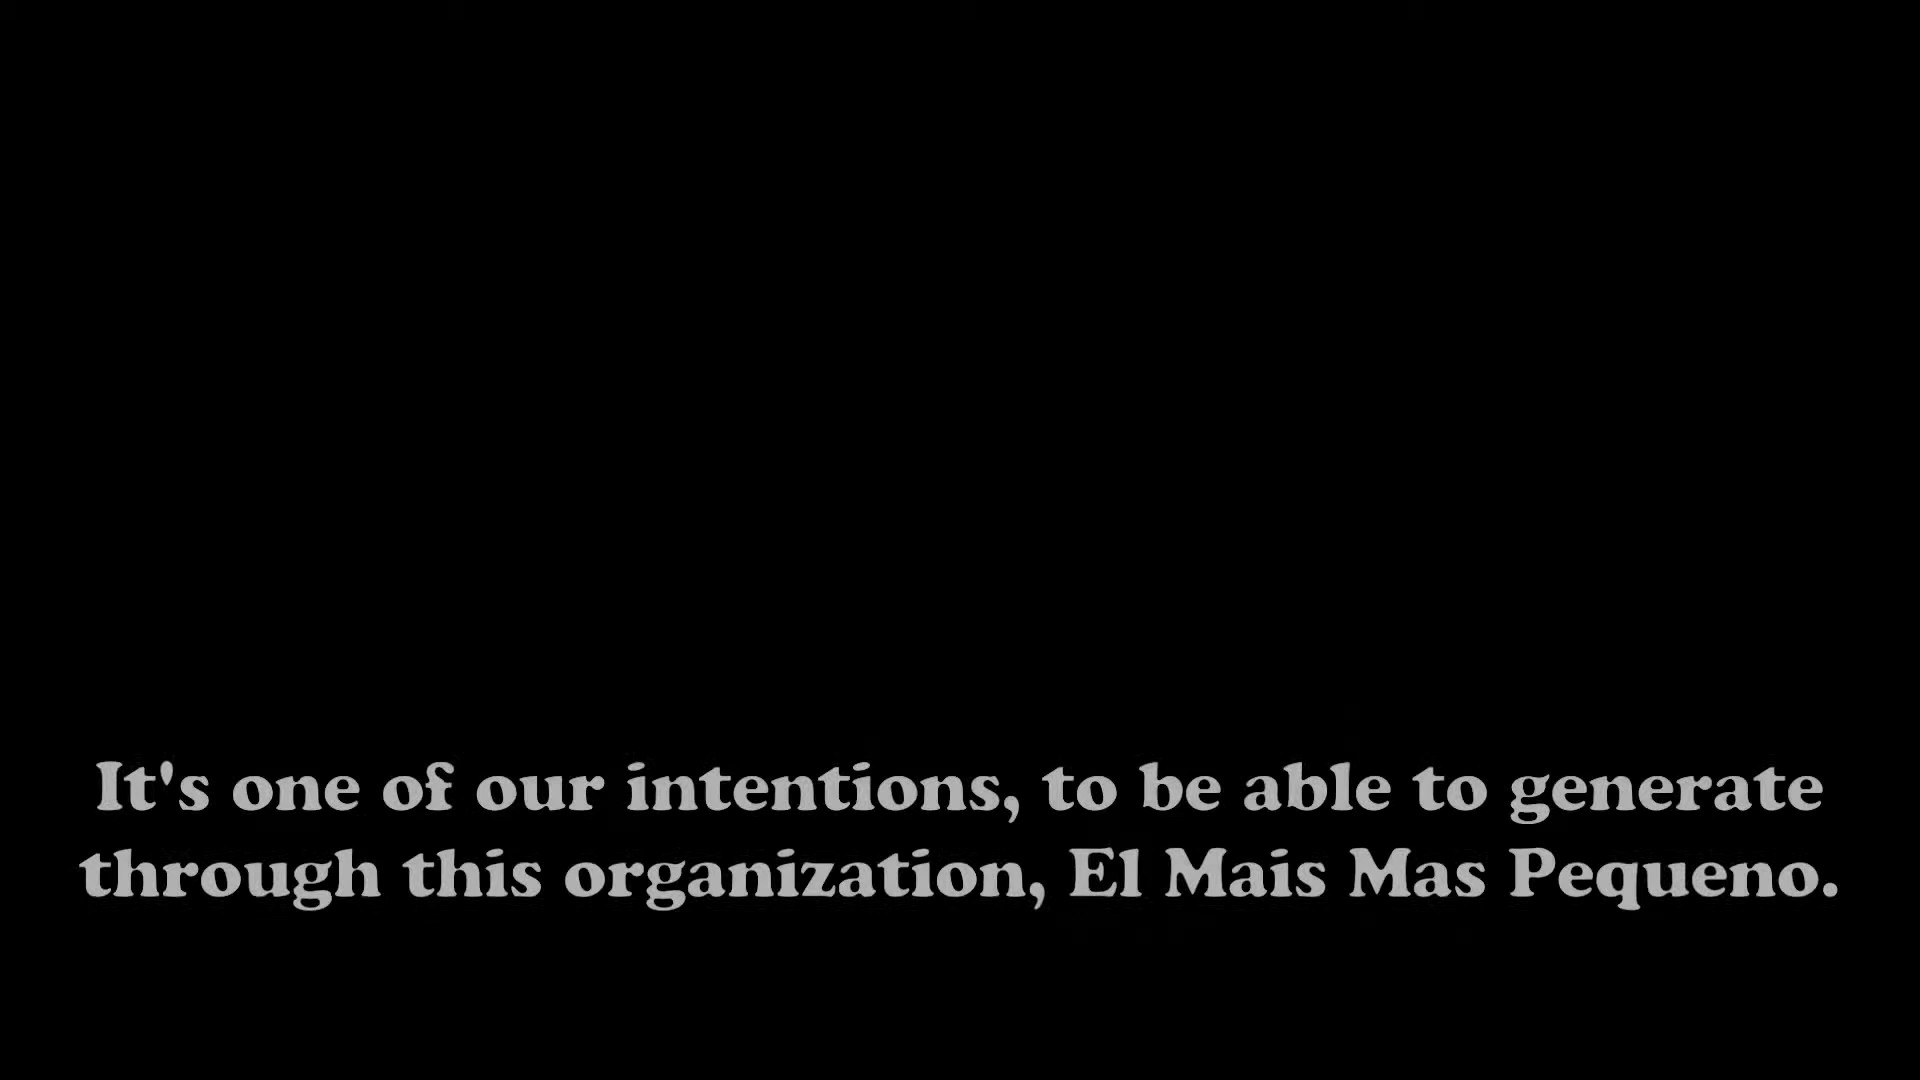 It's one of our intentions, to be able to generate
through this organization, El Mais Mas Pequeno.